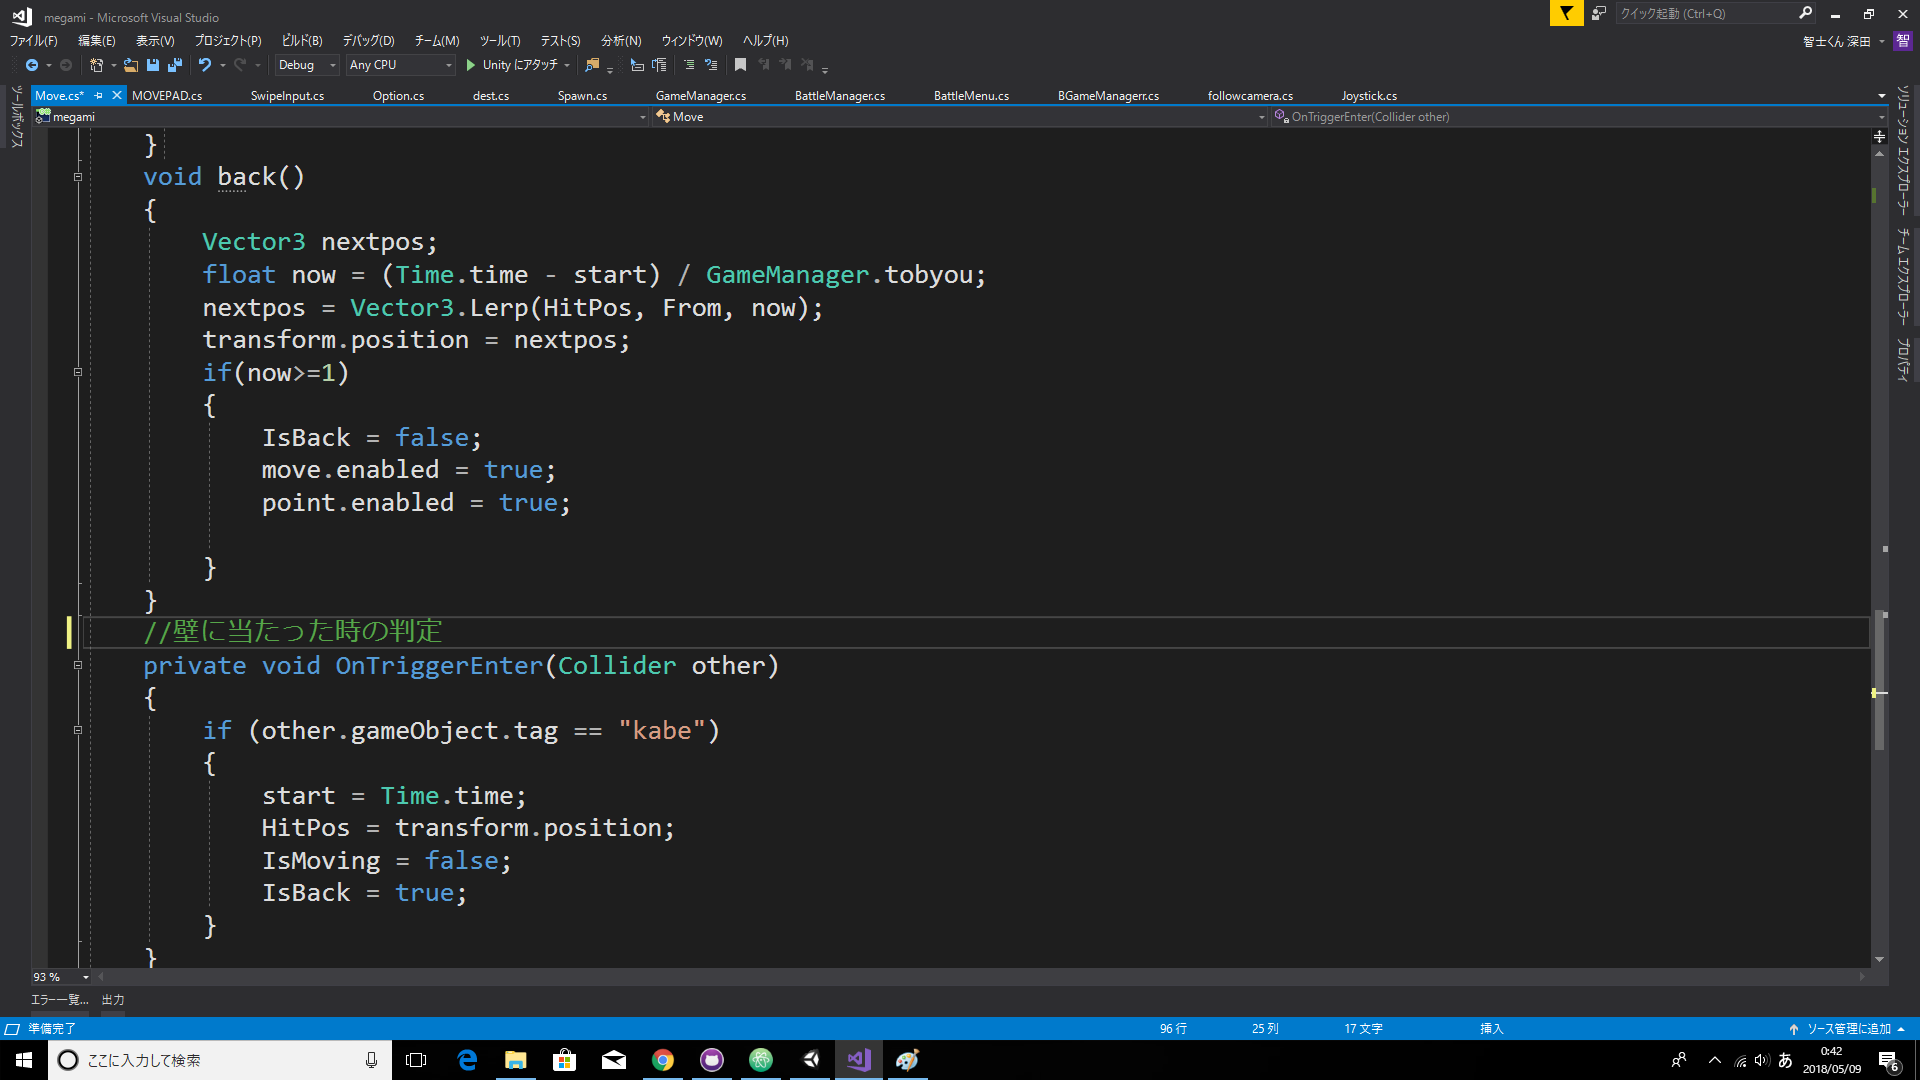 megami - Microsoft Visual Studio
クイック起動 (Ctrl+Q)
ファイル(F) 編集(E) 表示(V) プロジェクト(P) ビルド(B) デバッグ(D) チーム(M) ツール(T) テスト(S) 分析(N) ウィンドウ(W) ヘルプ(H)
智士くん 深田 智
Debug Any CPU Unity にアタッチ
ツールボックス
Move.cs* MOVEPAD.cs SwipeInput.cs Option.cs dest.cs Spawn.cs GameManager.cs BattleManager.cs BattleMenu.cs BGameManagerr.cs followcamera.cs Joystick.cs
megami Move OnTriggerEnter(Collider other)
ソリューション エクスプローラー
チーム エクスプローラー
プロパティ
}
void back()
{
Vector3 nextpos;
float now = (Time.time - start) / GameManager.tobyou;
nextpos = Vector3.Lerp(HitPos, From, now);
transform.position = nextpos;
if(now>=1)
{
IsBack = false;
move.enabled = true;
point.enabled = true;
}
}
//壁に当たった時の判定
private void OnTriggerEnter(Collider other)
{
if (other.gameObject.tag == "kabe")
{
start = Time.time;
HitPos = transform.position;
IsMoving = false;
IsBack = true;
}
}
93 %
エラー一覧... 出力
準備完了 96 行 25 列 17 文字 挿入 ソース管理に追加
ここに入力して検索
あ 0:42
2018/05/09
6